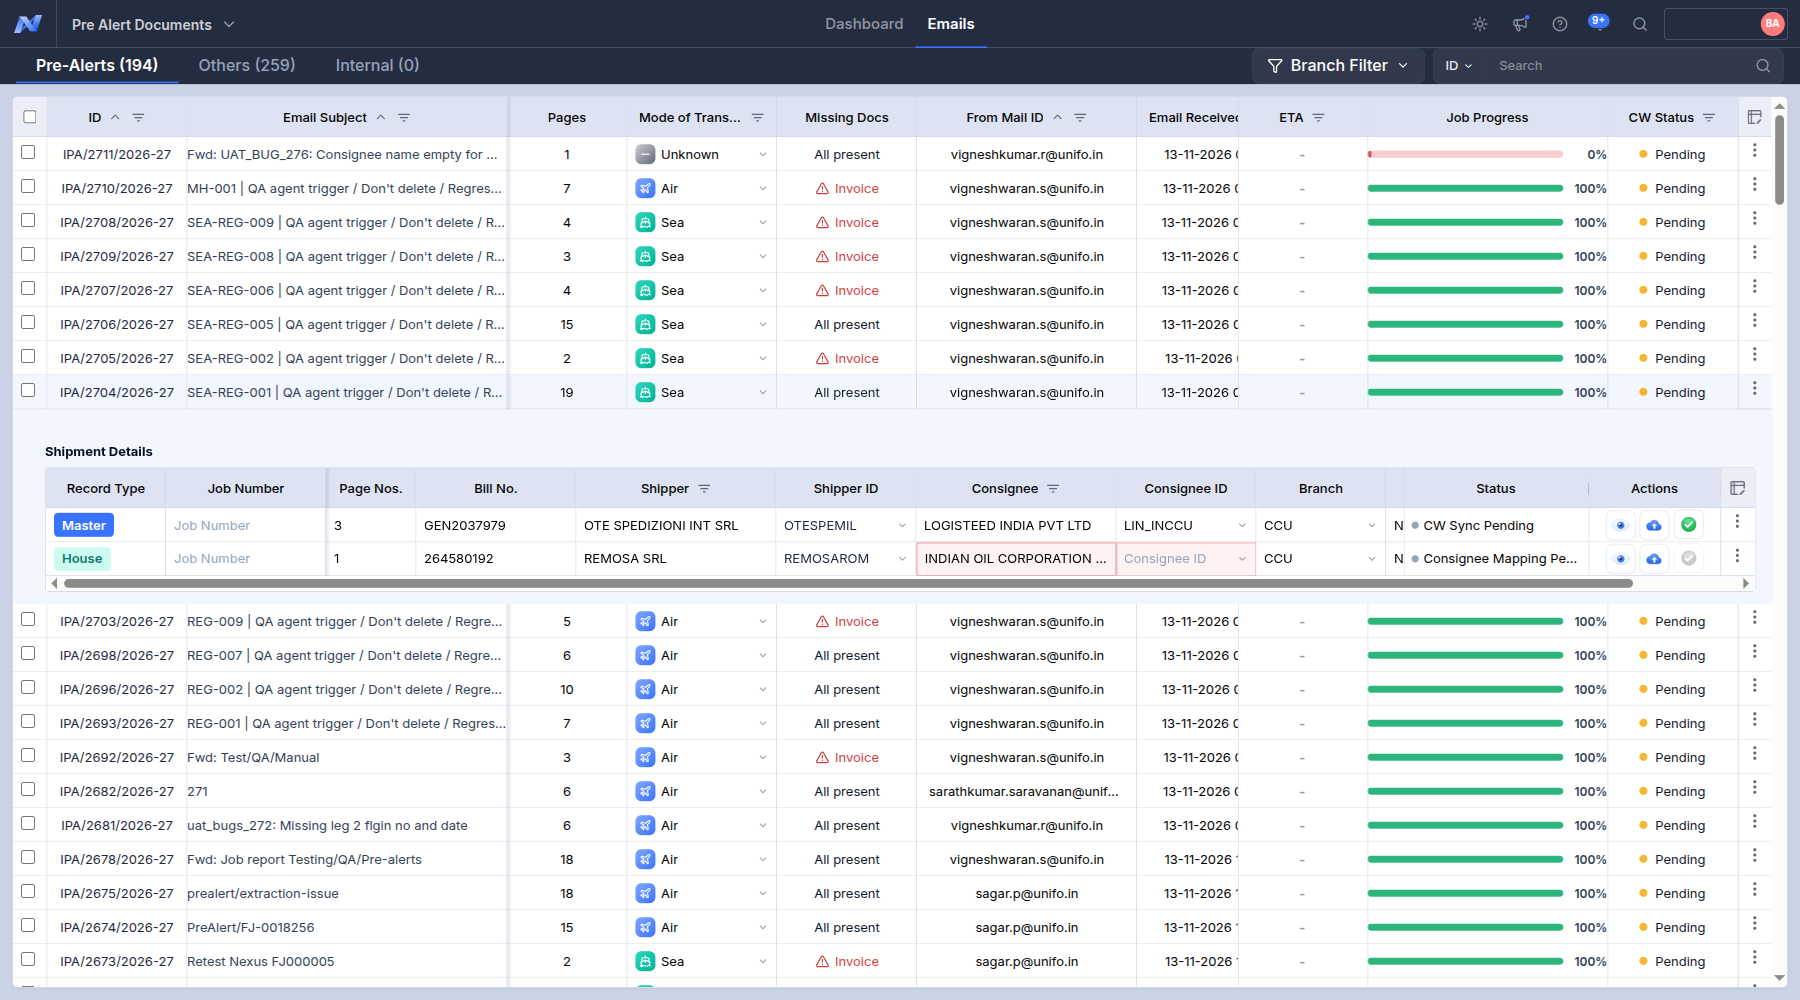 Pre Alert Documents
Dashboard
Emails
9+
BA
Pre-Alerts (194)
Others (259)
Internal (0)
Branch Filter
ID
Search
ID Email Subject Pages Mode of Trans... Missing Docs From Mail ID Email Received ETA Job Progress CW Status
IPA/2711/2026-27 Fwd: UAT_BUG_276: Consignee name empty for ... 1 Unknown All present vigneshkumar.r@unifo.in 13-11-2026 - 0% Pending
IPA/2710/2026-27 MH-001 | QA agent trigger / Don't delete / Regres... 7 Air Invoice vigneshwaran.s@unifo.in 13-11-2026 - 100% Pending
IPA/2708/2026-27 SEA-REG-009 | QA agent trigger / Don't delete / R... 4 Sea Invoice vigneshwaran.s@unifo.in 13-11-2026 - 100% Pending
IPA/2709/2026-27 SEA-REG-008 | QA agent trigger / Don't delete / R... 3 Sea Invoice vigneshwaran.s@unifo.in 13-11-2026 - 100% Pending
IPA/2707/2026-27 SEA-REG-006 | QA agent trigger / Don't delete / R... 4 Sea Invoice vigneshwaran.s@unifo.in 13-11-2026 - 100% Pending
IPA/2706/2026-27 SEA-REG-005 | QA agent trigger / Don't delete / R... 15 Sea All present vigneshwaran.s@unifo.in 13-11-2026 - 100% Pending
IPA/2705/2026-27 SEA-REG-002 | QA agent trigger / Don't delete / R... 2 Sea Invoice vigneshwaran.s@unifo.in 13-11-2026 - 100% Pending
IPA/2704/2026-27 SEA-REG-001 | QA agent trigger / Don't delete / R... 19 Sea All present vigneshwaran.s@unifo.in 13-11-2026 - 100% Pending
Shipment Details
Record Type Job Number Page Nos. Bill No. Shipper Shipper ID Consignee Consignee ID Branch Status Actions
Master Job Number 3 GEN2037979 OTE SPEDIZIONI INT SRL OTESPEMIL LOGISTEED INDIA PVT LTD LIN_INCCU CCU N CW Sync Pending
House Job Number 1 264580192 REMOSA SRL REMOSAROM INDIAN OIL CORPORATION ... Consignee ID CCU N Consignee Mapping Pe...
IPA/2703/2026-27 REG-009 | QA agent trigger / Don't delete / Regre... 5 Air Invoice vigneshwaran.s@unifo.in 13-11-2026 - 100% Pending
IPA/2698/2026-27 REG-007 | QA agent trigger / Don't delete / Regre... 6 Air All present vigneshwaran.s@unifo.in 13-11-2026 - 100% Pending
IPA/2696/2026-27 REG-002 | QA agent trigger / Don't delete / Regre... 10 Air All present vigneshwaran.s@unifo.in 13-11-2026 - 100% Pending
IPA/2693/2026-27 REG-001 | QA agent trigger / Don't delete / Regres... 7 Air All present vigneshwaran.s@unifo.in 13-11-2026 - 100% Pending
IPA/2692/2026-27 Fwd: Test/QA/Manual 3 Air Invoice vigneshwaran.s@unifo.in 13-11-2026 - 100% Pending
IPA/2682/2026-27 271 6 Air All present sarathkumar.saravanan@unif... 13-11-2026 - 100% Pending
IPA/2681/2026-27 uat_bugs_272: Missing leg 2 flgin no and date 6 Air All present vigneshkumar.r@unifo.in 13-11-2026 - 100% Pending
IPA/2678/2026-27 Fwd: Job report Testing/QA/Pre-alerts 18 Air All present vigneshwaran.s@unifo.in 13-11-2026 - 100% Pending
IPA/2675/2026-27 prealert/extraction-issue 18 Air All present sagar.p@unifo.in 13-11-2026 - 100% Pending
IPA/2674/2026-27 PreAlert/FJ-0018256 15 Air All present sagar.p@unifo.in 13-11-2026 - 100% Pending
IPA/2673/2026-27 Retest Nexus FJ000005 2 Sea Invoice sagar.p@unifo.in 13-11-2026 - 100% Pending